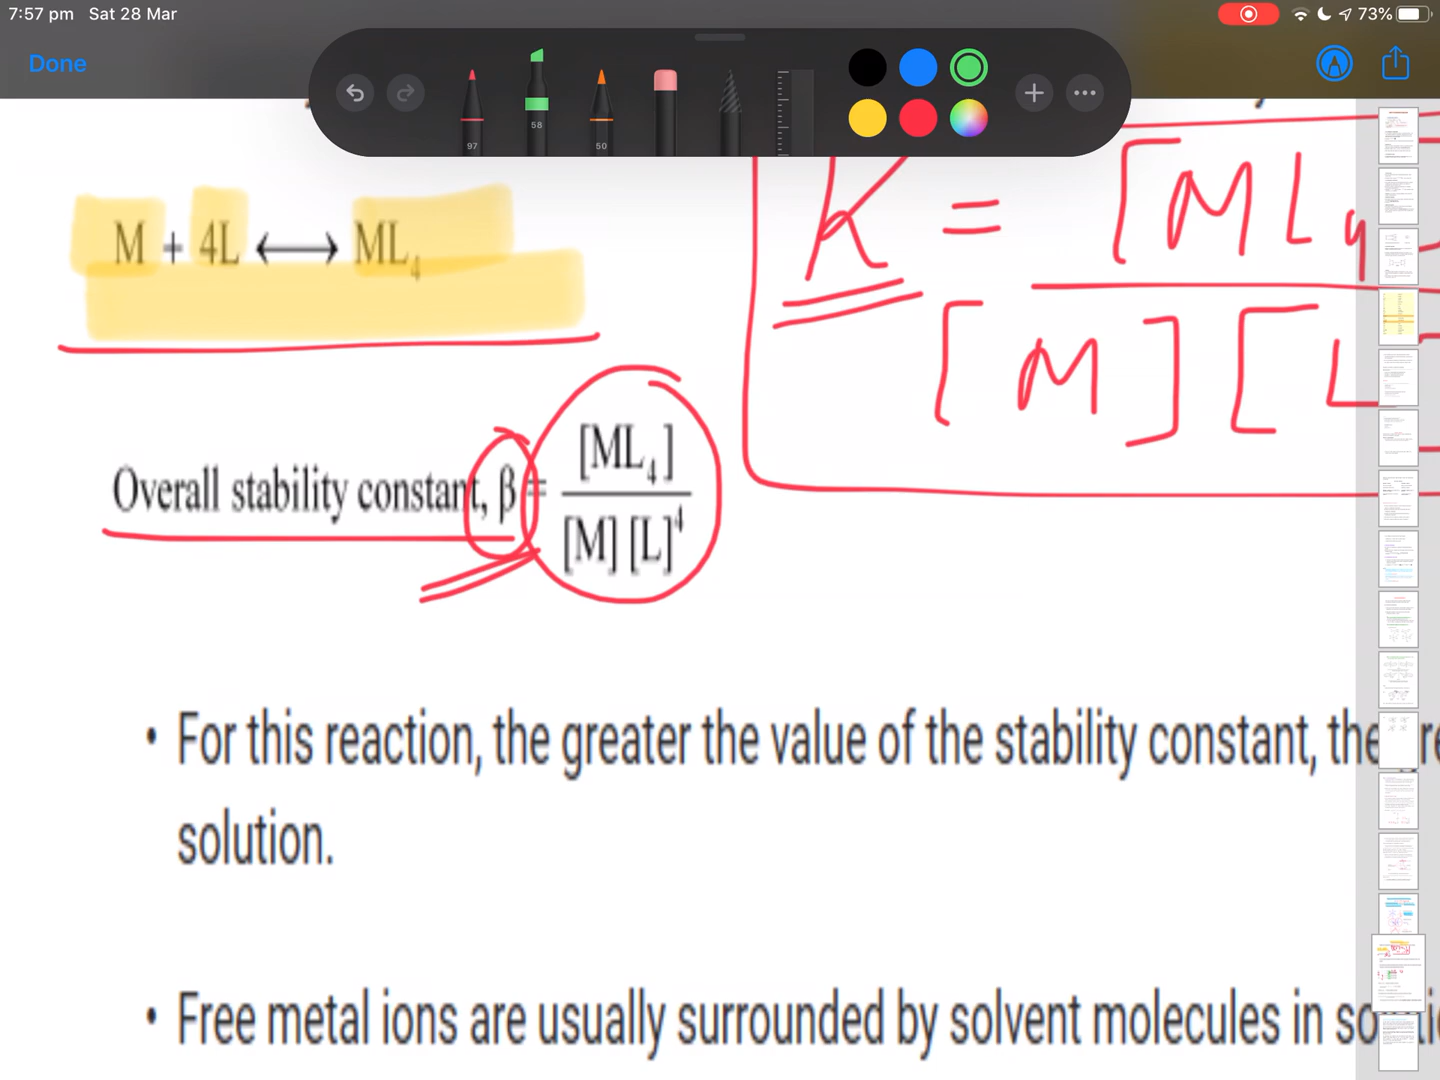 7:57 pm Sat 28 Mar 73%
Done
97 58 50
M + 4L ⟷ ML₄
K = [ML₄
[M][L
Overall stability constant, β = [ML₄] / [M] [L]⁴
• For this reaction, the greater the value of the stability constant, the
solution.
• Free metal ions are usually surrounded by solvent molecules in